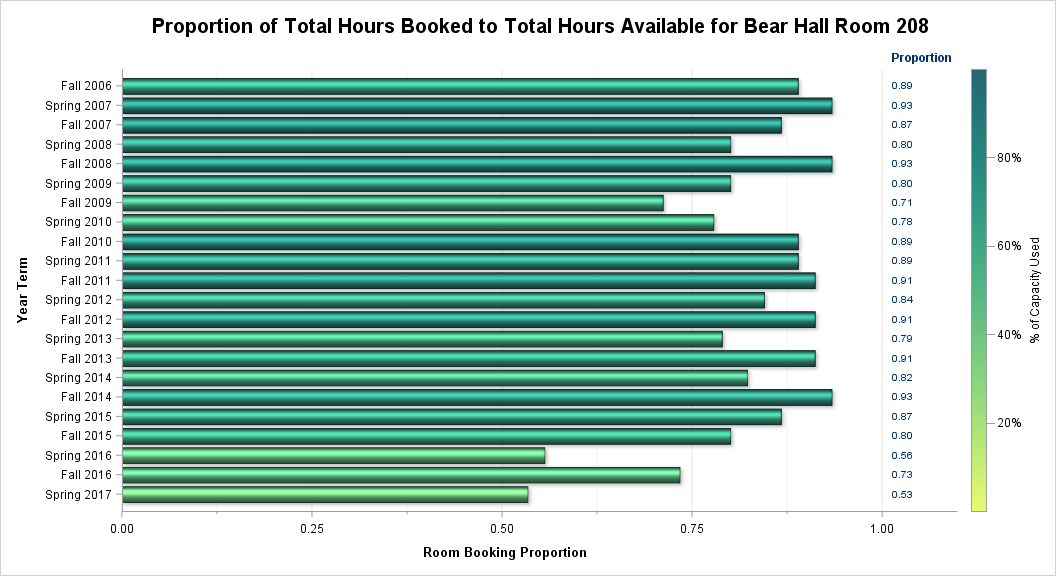 Proportion of Total Hours Booked to Total Hours Available for Bear Hall Room 208
Proportion
Fall 2006 0.89
Spring 2007 0.93
Fall 2007 0.87
Spring 2008 0.80
Fall 2008 0.93
Spring 2009 0.80
Fall 2009 0.71
Spring 2010 0.78
Fall 2010 0.89
Spring 2011 0.89
Fall 2011 0.91
Spring 2012 0.84
Fall 2012 0.91
Spring 2013 0.79
Fall 2013 0.91
Spring 2014 0.82
Fall 2014 0.93
Spring 2015 0.87
Fall 2015 0.80
Spring 2016 0.56
Fall 2016 0.73
Spring 2017 0.53
Year Term
0.00 0.25 0.50 0.75 1.00
Room Booking Proportion
80%
60%
40%
20%
% of Capacity Used